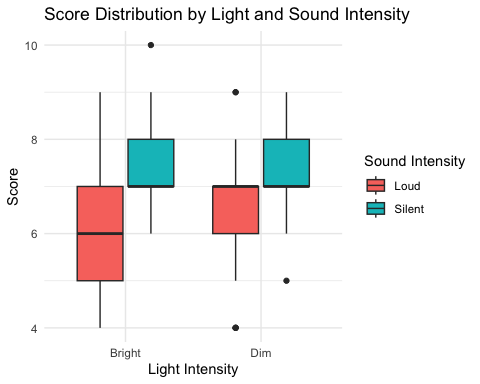 Score Distribution by Light and Sound Intensity
10
8
6
4
Score
Bright
Dim
Light Intensity
Sound Intensity
Loud
Silent